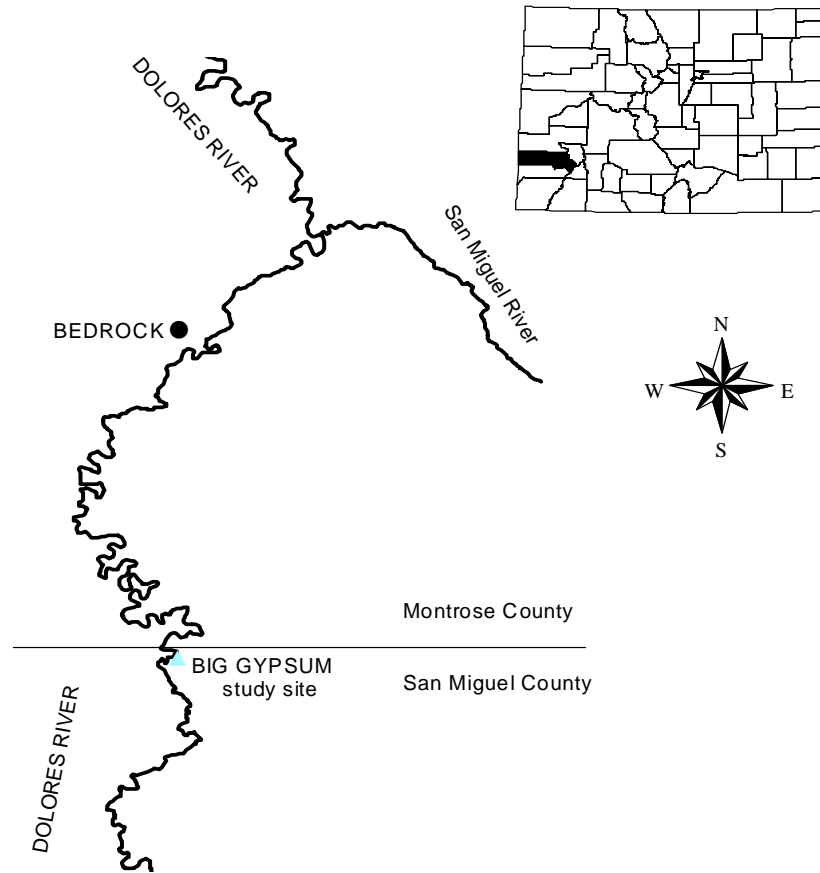 DOLORES RIVER
San Miguel River
BEDROCK
N
W
E
S
Montrose County
BIG GYPSUM
study site
San Miguel County
DOLORES RIVER